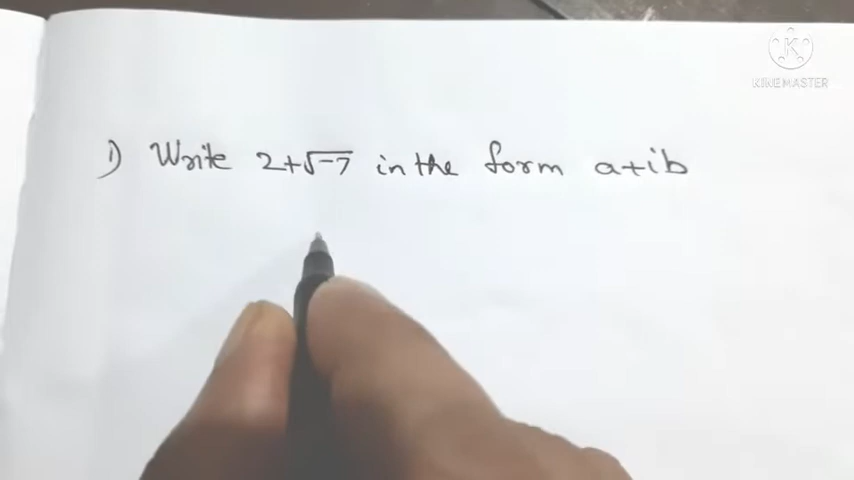 K
KINEMASTER
1) Write 2+√-7 in the form a+ib